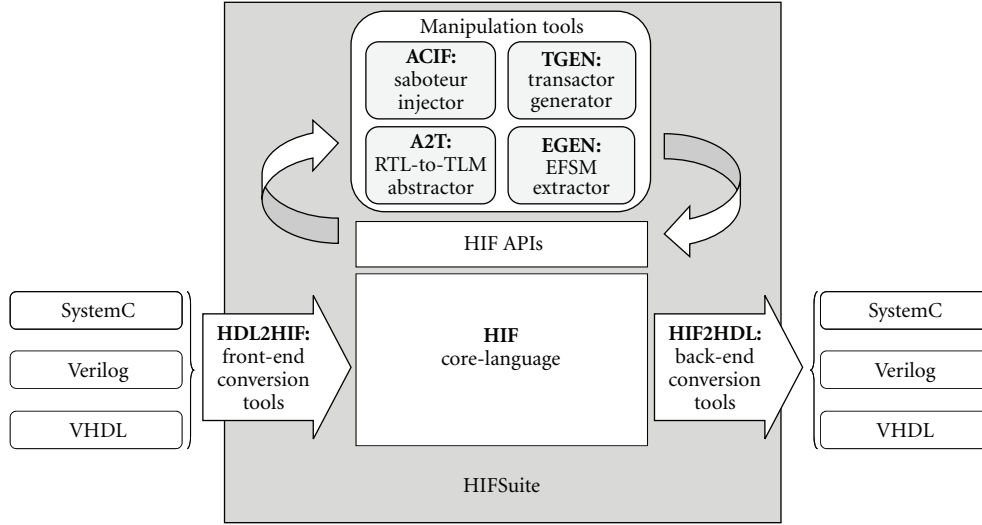 Manipulation tools
ACIF:
saboteur
injector
TGEN:
transactor
generator
A2T:
RTL-to-TLM
abstractor
EGEN:
EFSM
extractor
HIF APIs
SystemC
Verilog
VHDL
HDL2HIF:
front-end
conversion
tools
HIF
core-language
HIF2HDL:
back-end
conversion
tools
SystemC
Verilog
VHDL
HIFSuite